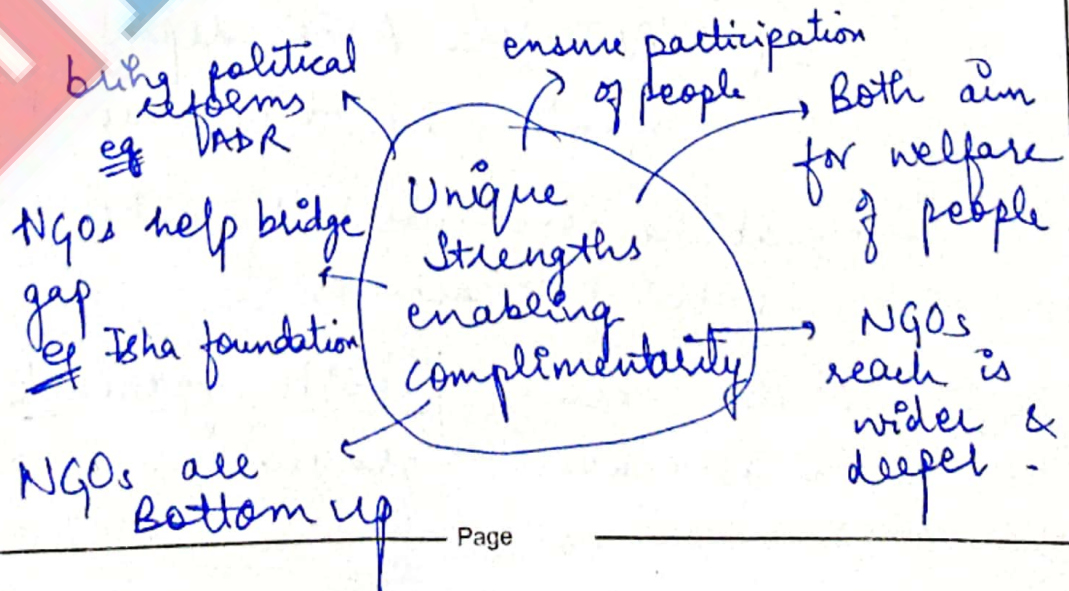 bring political
reforms
eg ADR
ensure participation
of people
Both aim
for welfare
of people
NGOs help bridge
gap
eg Isha foundation
Unique
Strengths
enabling
complimentarity
NGOs
reach is
wider &
deeper.
NGOs are
Bottom up
Page